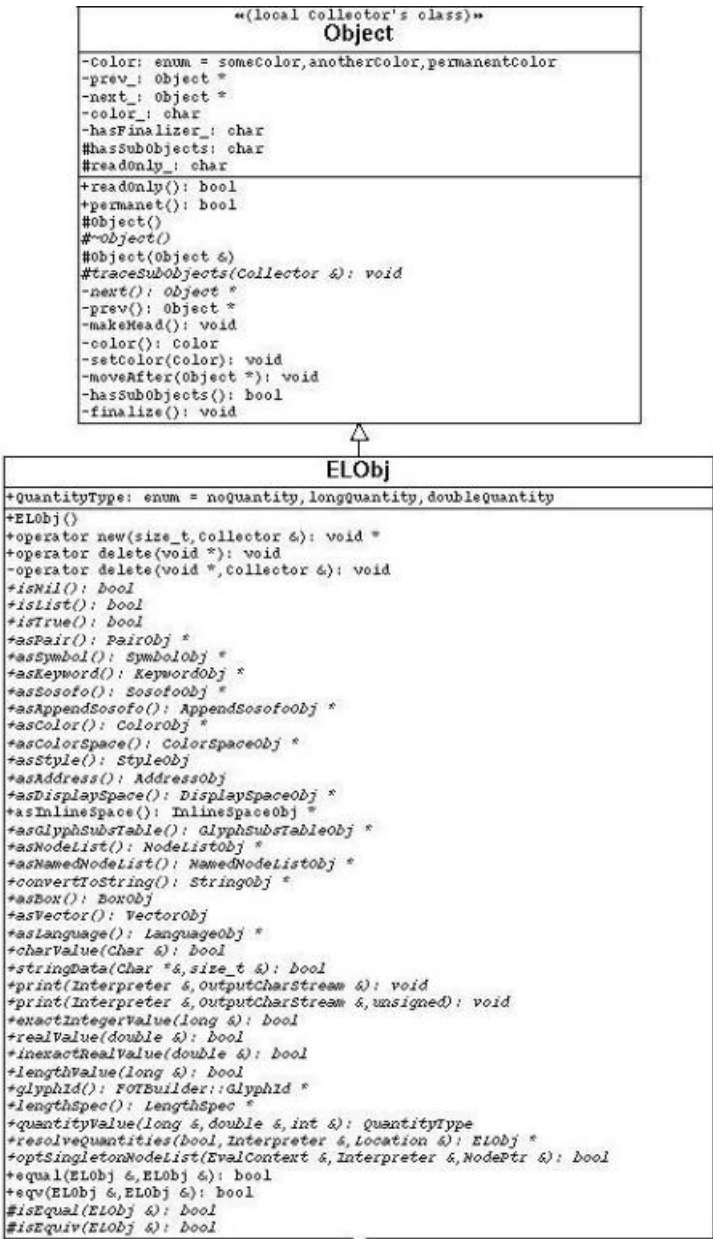 «(local Collector's class)»
Object
-Color: enum = someColor,anotherColor,permanentColor
-prev_: Object *
-next_: Object *
-color_: char
-hasFinalizer_: char
#hasSubObjects: char
#readOnly_: char
+readOnly(): bool
+permanet(): bool
#Object()
#~Object()
#Object(Object &)
#traceSubObjects(Collector &): void
-next(): Object *
-prev(): Object *
-makeHead(): void
-color(): Color
-setColor(Color): void
-moveAfter(Object *): void
-hasSubObjects(): bool
-finalize(): void
ELObj
+QuantityType: enum = noQuantity,longQuantity,doubleQuantity
+ELObj()
+operator new(size_t,Collector &): void *
+operator delete(void *): void
-operator delete(void *,Collector &): void
+isNil(): bool
+isList(): bool
+isTrue(): bool
+asPair(): PairObj *
+asSymbol(): SymbolObj *
+asKeyword(): KeywordObj *
+asSosofo(): SosofoObj *
+asAppendSosofo(): AppendSosofoObj *
+asColor(): ColorObj *
+asColorSpace(): ColorSpaceObj *
+asStyle(): StyleObj
+asAddress(): AddressObj
+asDisplaySpace(): DisplaySpaceObj *
+asInlineSpace(): InlineSpaceObj *
+asGlyphSubsTable(): GlyphSubsTableObj *
+asNodeList(): NodeListObj *
+asNamedNodeList(): NamedNodeListObj *
+convertToString(): StringObj *
+asBox(): BoxObj
+asVector(): VectorObj
+asLanguage(): LanguageObj *
+charValue(Char &): bool
+stringData(Char *&,size_t &): bool
+print(Interpreter &,OutputCharStream &): void
+print(Interpreter &,OutputCharStream &,unsigned): void
+exactIntegerValue(long &): bool
+realValue(double &): bool
+inexactRealValue(double &): bool
+lengthValue(long &): bool
+glyphId(): FOTBuilder::GlyphId *
+lengthSpec(): LengthSpec *
+quantityValue(long &,double &,int &): QuantityType
+resolveQuantities(bool,Interpreter &,Location &): ELObj *
+optSingletonNodeList(EvalContext &,Interpreter &,NodePtr &): bool
+equal(ELObj &,ELObj &): bool
+eqv(ELObj &,ELObj &): bool
#isEqual(ELObj &): bool
#isEquiv(ELObj &): bool